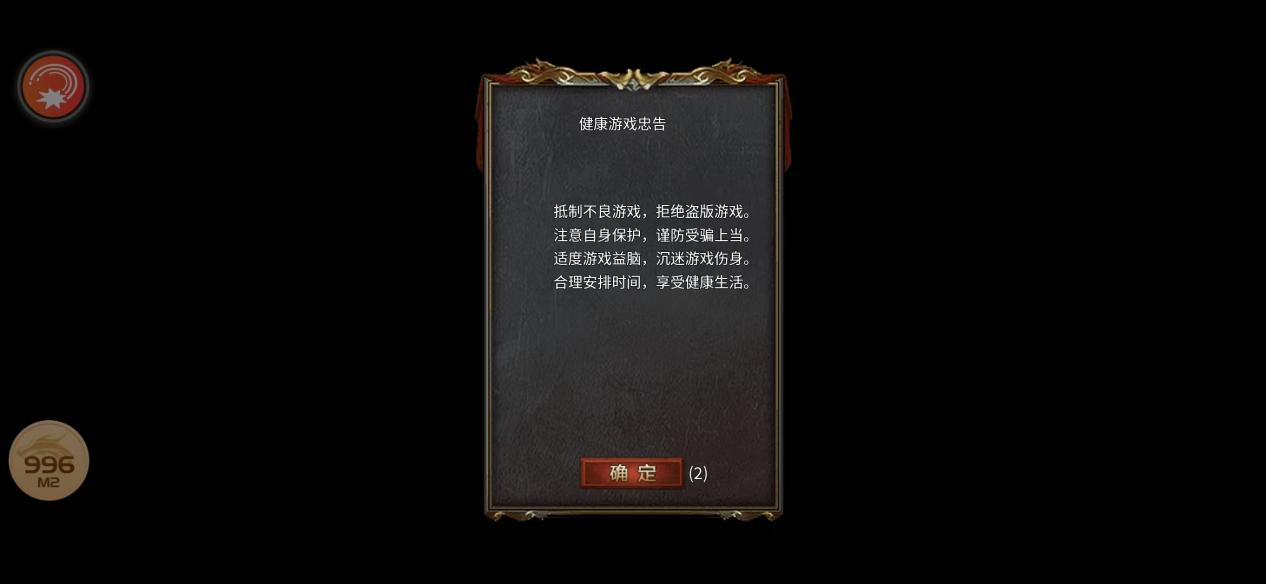 健康游戏忠告
抵制不良游戏，拒绝盗版游戏。
注意自身保护，谨防受骗上当。
适度游戏益脑，沉迷游戏伤身。
合理安排时间，享受健康生活。
确定 (2)
996
M2